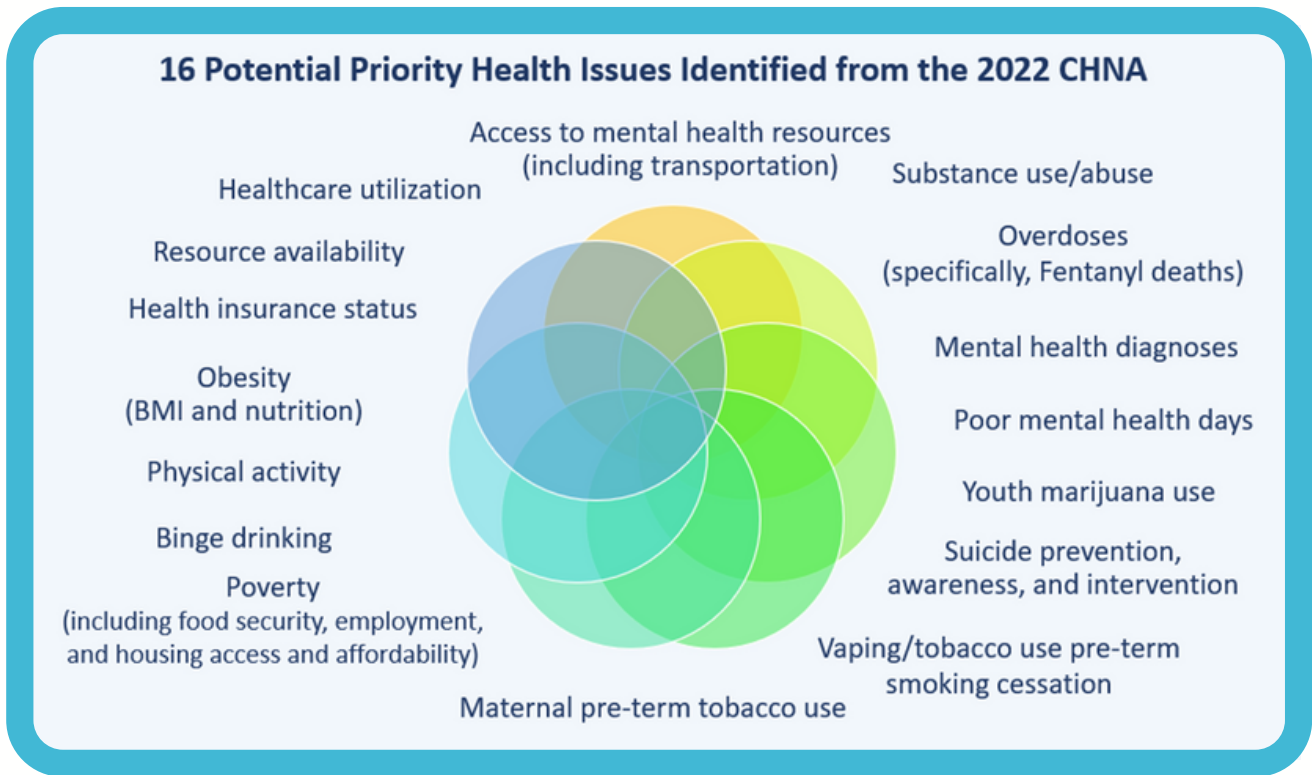 16 Potential Priority Health Issues Identified from the 2022 CHNA
Access to mental health resources
(including transportation)
Substance use/abuse
Overdoses
(specifically, Fentanyl deaths)
Mental health diagnoses
Poor mental health days
Youth marijuana use
Suicide prevention,
awareness, and intervention
Vaping/tobacco use pre-term
smoking cessation
Maternal pre-term tobacco use
Poverty
(including food security, employment,
and housing access and affordability)
Binge drinking
Physical activity
Obesity
(BMI and nutrition)
Health insurance status
Resource availability
Healthcare utilization